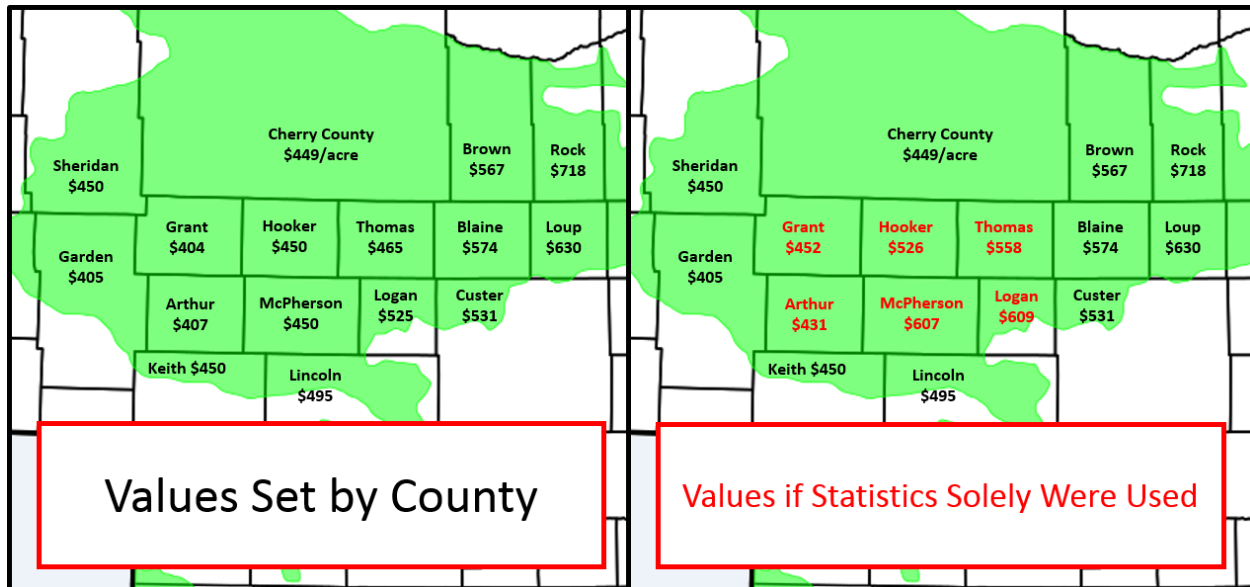 Cherry County
$449/acre
Brown
$567
Rock
$718
Sheridan
$450
Grant
$404
Hooker
$450
Thomas
$465
Blaine
$574
Loup
$630
Garden
$405
Arthur
$407
McPherson
$450
Logan
$525
Custer
$531
Keith $450
Lincoln
$495
Values Set by County
Cherry County
$449/acre
Brown
$567
Rock
$718
Sheridan
$450
Grant
$452
Hooker
$526
Thomas
$558
Blaine
$574
Loup
$630
Garden
$405
Arthur
$431
McPherson
$607
Logan
$609
Custer
$531
Keith $450
Lincoln
$495
Values if Statistics Solely Were Used